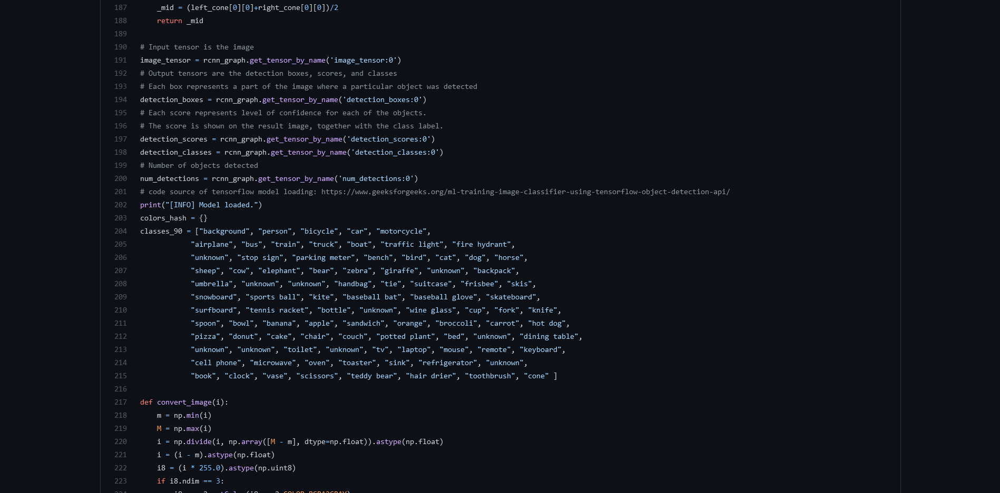 187 _mid = (left_cone[0][0]+right_cone[0][0])/2
188 return _mid
189
190 # Input tensor is the image
191 image_tensor = rcnn_graph.get_tensor_by_name('image_tensor:0')
192 # Output tensors are the detection boxes, scores, and classes
193 # Each box represents a part of the image where a particular object was detected
194 detection_boxes = rcnn_graph.get_tensor_by_name('detection_boxes:0')
195 # Each score represents level of confidence for each of the objects.
196 # The score is shown on the result image, together with the class label.
197 detection_scores = rcnn_graph.get_tensor_by_name('detection_scores:0')
198 detection_classes = rcnn_graph.get_tensor_by_name('detection_classes:0')
199 # Number of objects detected
200 num_detections = rcnn_graph.get_tensor_by_name('num_detections:0')
201 # code source of tensorflow model loading: https://www.geeksforgeeks.org/ml-training-image-classifier-using-tensorflow-object-detection-api/
202 print("[INFO] Model loaded.")
203 colors_hash = {}
204 classes_90 = ["background", "person", "bicycle", "car", "motorcycle",
205 "airplane", "bus", "train", "truck", "boat", "traffic light", "fire hydrant",
206 "unknown", "stop sign", "parking meter", "bench", "bird", "cat", "dog", "horse",
207 "sheep", "cow", "elephant", "bear", "zebra", "giraffe", "unknown", "backpack",
208 "umbrella", "unknown", "unknown", "handbag", "tie", "suitcase", "frisbee", "skis",
209 "snowboard", "sports ball", "kite", "baseball bat", "baseball glove", "skateboard",
210 "surfboard", "tennis racket", "bottle", "unknown", "wine glass", "cup", "fork", "knife",
211 "spoon", "bowl", "banana", "apple", "sandwich", "orange", "broccoli", "carrot", "hot dog",
212 "pizza", "donut", "cake", "chair", "couch", "potted plant", "bed", "unknown", "dining table",
213 "unknown", "unknown", "toilet", "unknown", "tv", "laptop", "mouse", "remote", "keyboard",
214 "cell phone", "microwave", "oven", "toaster", "sink", "refrigerator", "unknown",
215 "book", "clock", "vase", "scissors", "teddy bear", "hair drier", "toothbrush", "cone" ]
216
217 def convert_image(i):
218 m = np.min(i)
219 M = np.max(i)
220 i = np.divide(i, np.array([M - m], dtype=np.float)).astype(np.float)
221 i = (i - m).astype(np.float)
222 i8 = (i * 255.0).astype(np.uint8)
223 if i8.ndim == 3: